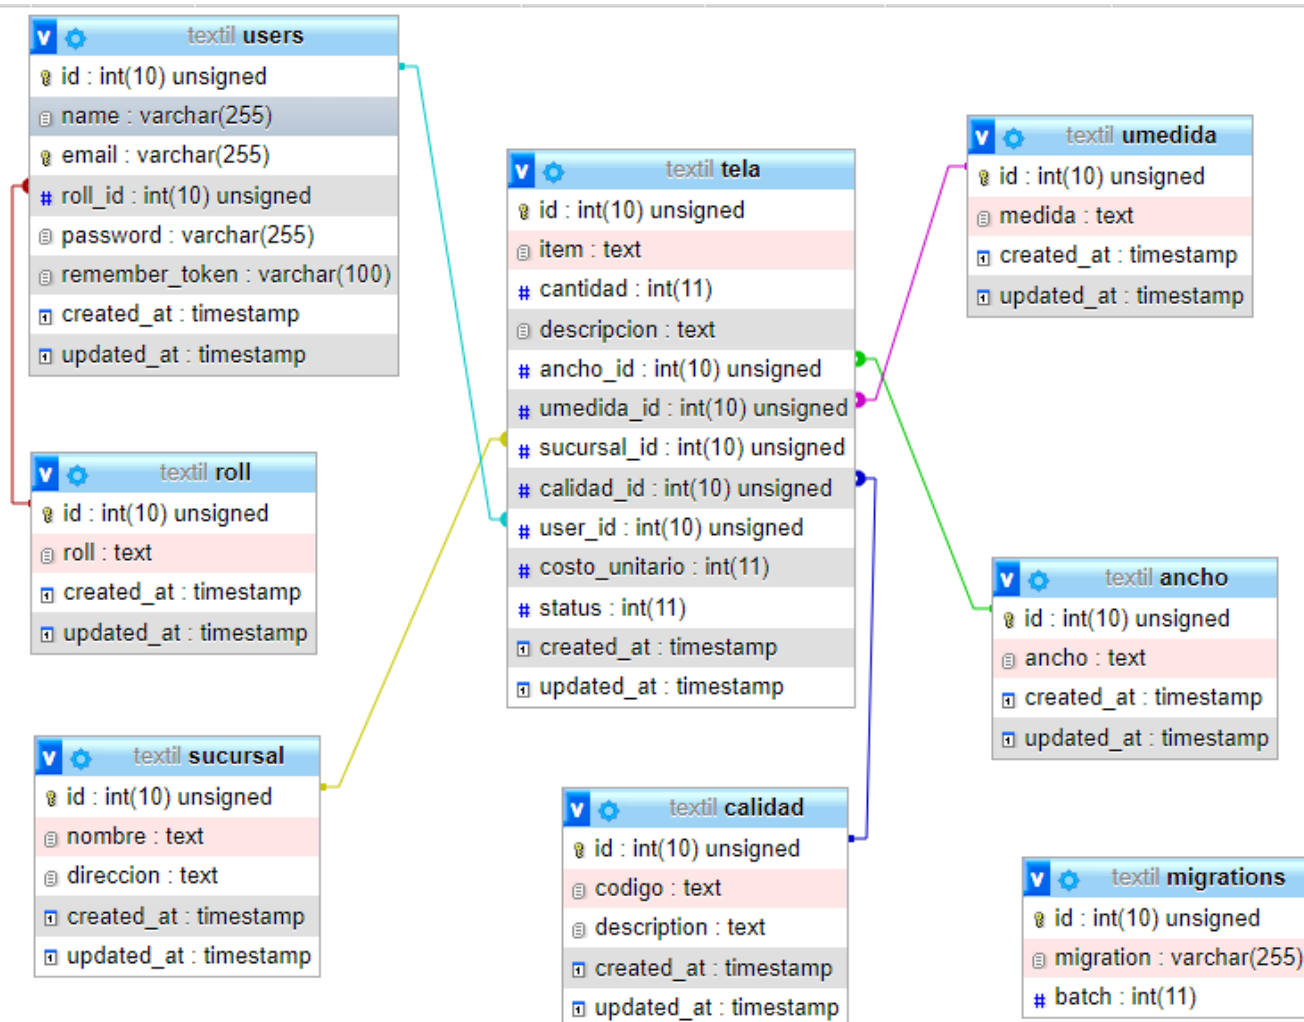 textil users
id : int(10) unsigned
name : varchar(255)
email : varchar(255)
roll_id : int(10) unsigned
password : varchar(255)
remember_token : varchar(100)
created_at : timestamp
updated_at : timestamp
textil roll
id : int(10) unsigned
roll : text
created_at : timestamp
updated_at : timestamp
textil sucursal
id : int(10) unsigned
nombre : text
direccion : text
created_at : timestamp
updated_at : timestamp
textil tela
id : int(10) unsigned
item : text
cantidad : int(11)
descripcion : text
ancho_id : int(10) unsigned
umedida_id : int(10) unsigned
sucursal_id : int(10) unsigned
calidad_id : int(10) unsigned
user_id : int(10) unsigned
costo_unitario : int(11)
status : int(11)
created_at : timestamp
updated_at : timestamp
textil calidad
id : int(10) unsigned
codigo : text
description : text
created_at : timestamp
updated_at : timestamp
textil umedida
id : int(10) unsigned
medida : text
created_at : timestamp
updated_at : timestamp
textil ancho
id : int(10) unsigned
ancho : text
created_at : timestamp
updated_at : timestamp
textil migrations
id : int(10) unsigned
migration : varchar(255)
batch : int(11)